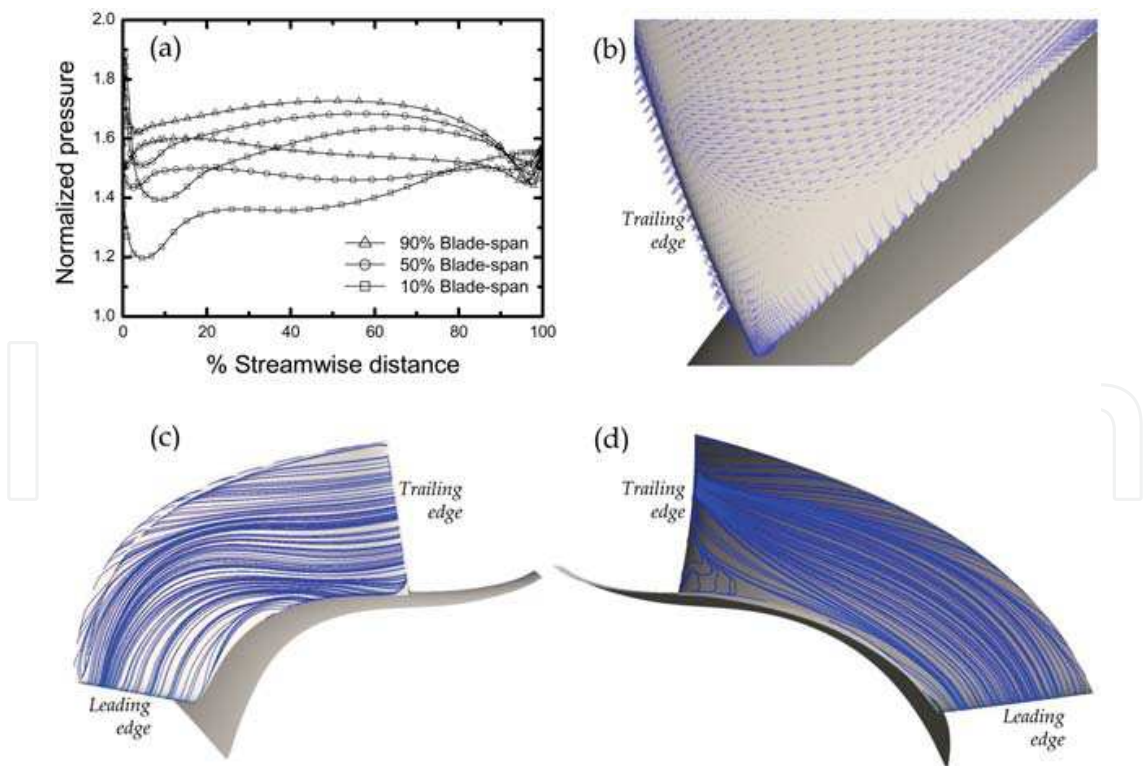 (a)
2.0
1.8
1.6
1.4
1.2
1.0
Normalized pressure
90% Blade-span
50% Blade-span
10% Blade-span
0 20 40 60 80 100
% Streamwise distance
(b)
Trailing
edge
(c)
Trailing
edge
Leading
edge
(d)
Trailing
edge
Leading
edge